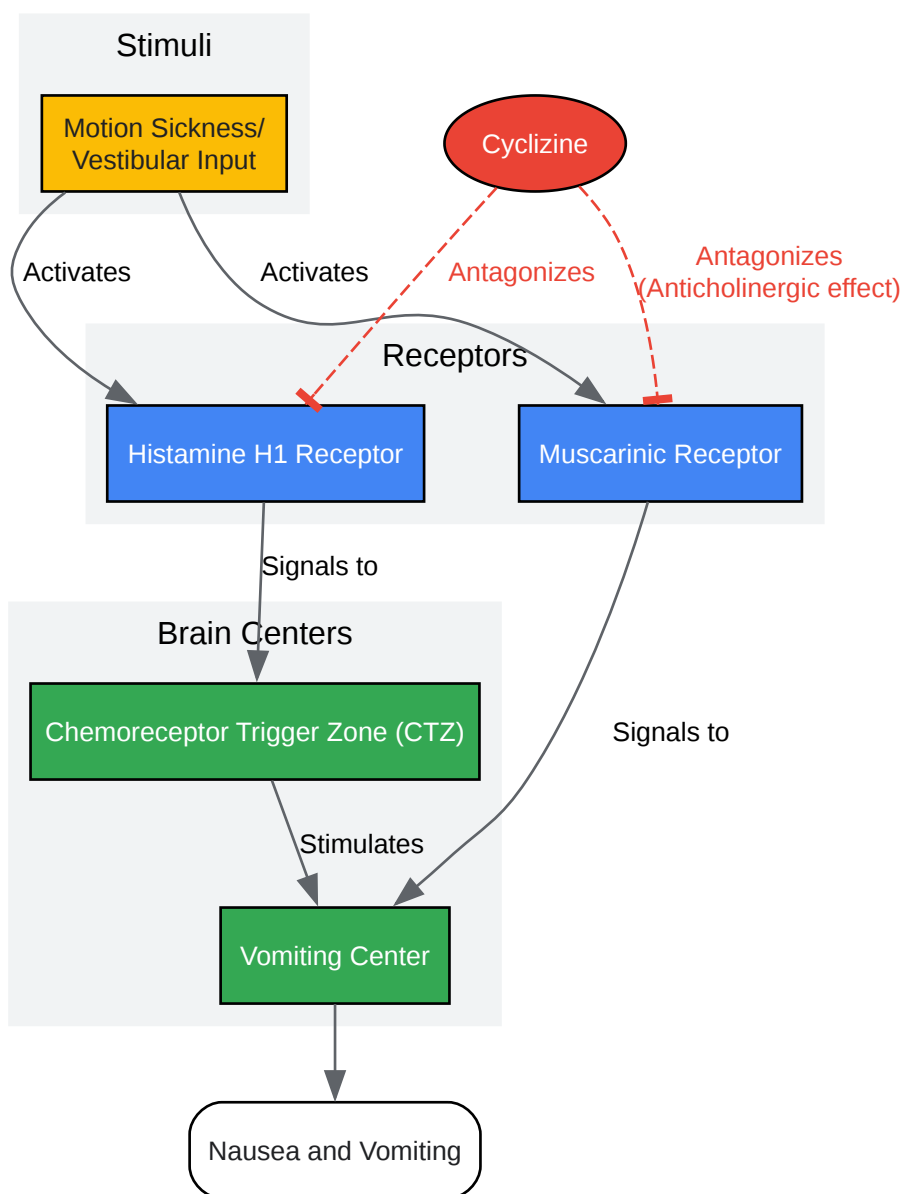 Stimuli
Motion Sickness/
Vestibular Input
Cyclizine
Activates
Activates
Antagonizes
Antagonizes
(Anticholinergic effect)
Receptors
Histamine H1 Receptor
Muscarinic Receptor
Signals to
Brain Centers
Chemoreceptor Trigger Zone (CTZ)
Signals to
Stimulates
Vomiting Center
Nausea and Vomiting